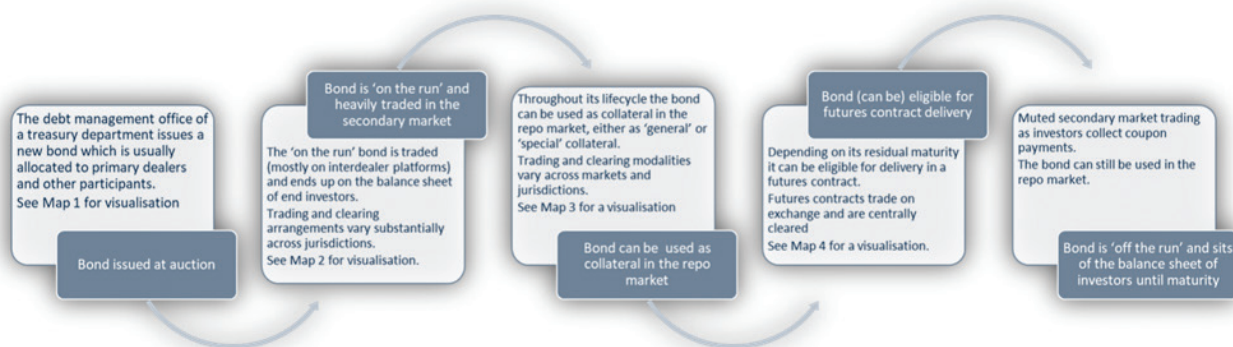 The debt management office of
a treasury department issues a
new bond which is usually
allocated to primary dealers
and other participants.
See Map 1 for visualisation
Bond issued at auction
Bond is 'on the run' and
heavily traded in the
secondary market
The 'on the run' bond is traded
(mostly on interdealer platforms)
and ends up on the balance sheet
of end investors.
Trading and clearing
arrangements vary substantially
across jurisdictions.
See Map 2 for visualisation.
Throughout its lifecycle the bond
can be used as collateral in the
repo market, either as 'general' or
'special' collateral.
Trading and clearing modalities
vary across markets and
jurisdictions.
See Map 3 for a visualisation
Bond can be used as
collateral in the repo
market
Bond (can be) eligible for
futures contract delivery
Depending on its residual maturity
it can be eligible for delivery in a
futures contract.
Futures contracts trade on
exchange and are centrally
cleared
See Map 4 for a visualisation.
Muted secondary market trading
as investors collect coupon
payments.
The bond can still be used in the
repo market.
Bond is 'off the run' and sits
of the balance sheet of
investors until maturity